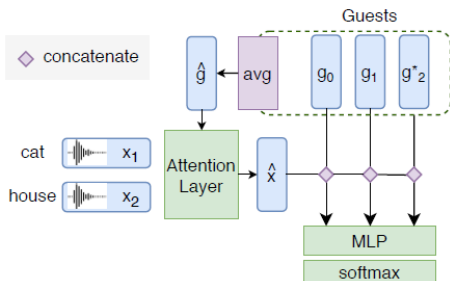 Guests
concatenate
ĝ
avg
g0
g1
g*2
cat
x1
Attention
Layer
x̂
house
x2
MLP
softmax